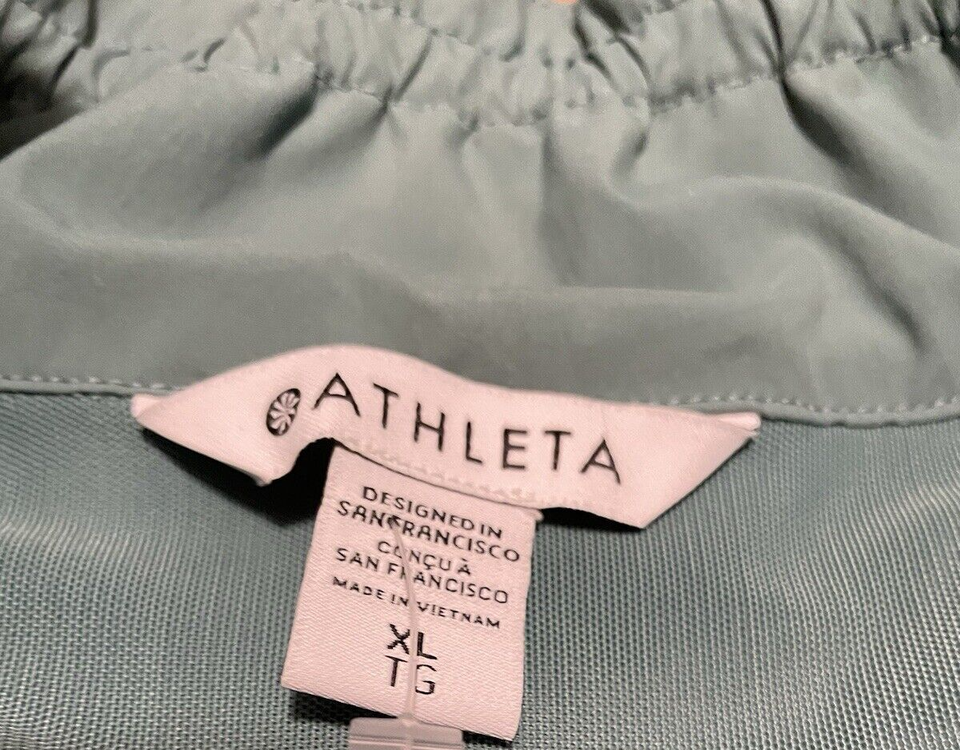 ATHLETA
DESIGNED IN
SAN FRANCISCO
CONÇU À
SAN FRANCISCO
MADE IN VIETNAM
XL
TG